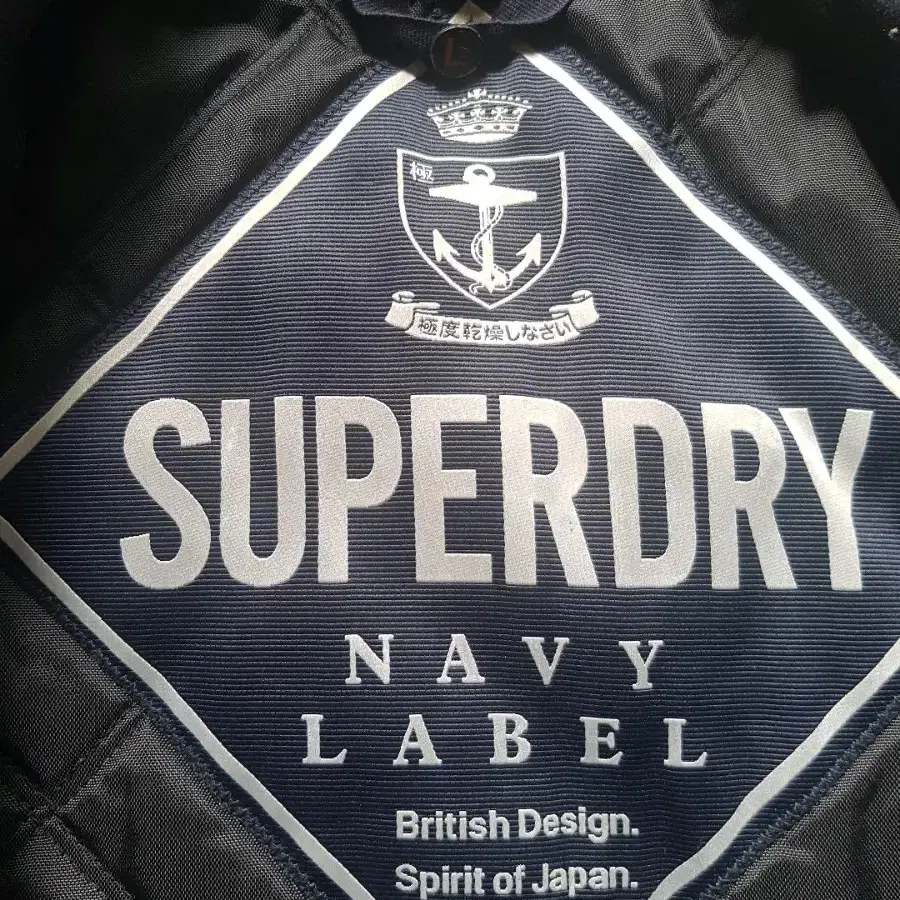 極
極度乾燥しなさい
SUPERDRY
NAVY
LABEL
British Design.
Spirit of Japan.